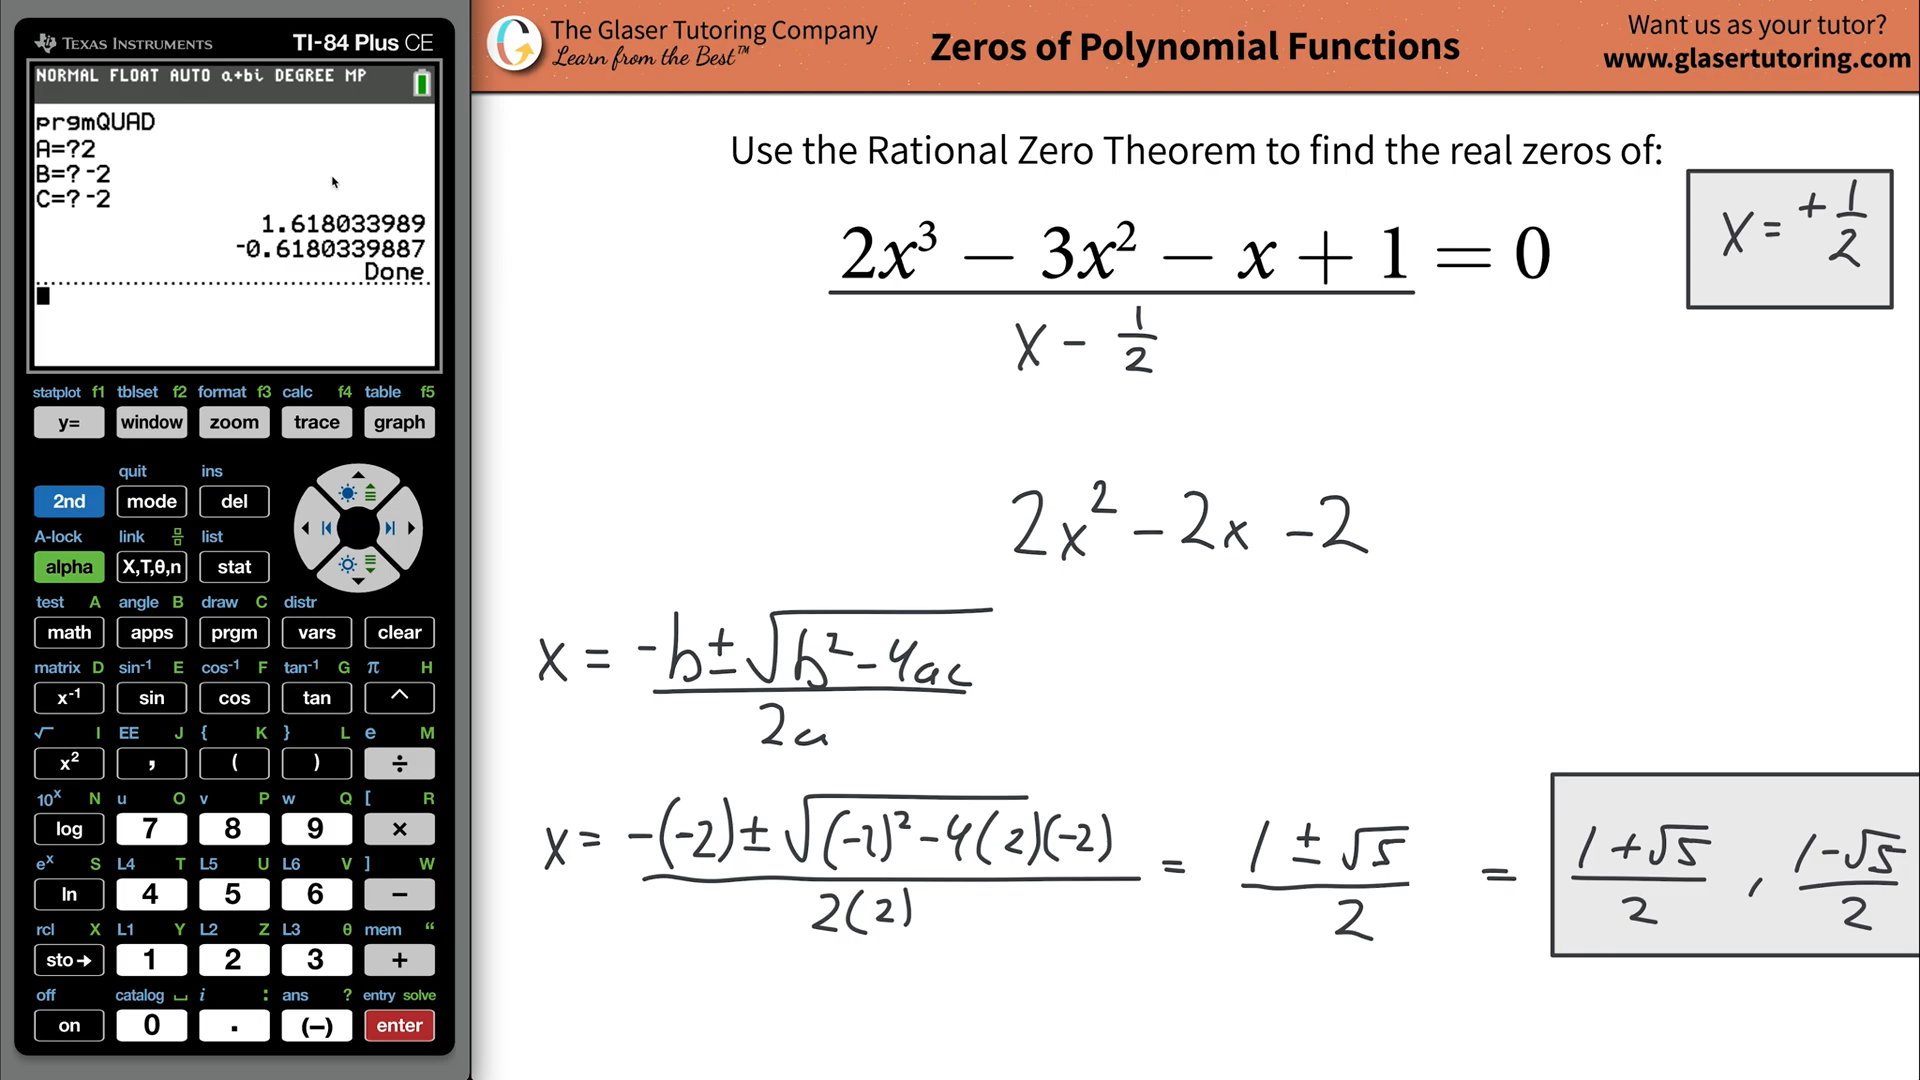 TEXAS INSTRUMENTS TI-84 Plus CE
NORMAL FLOAT AUTO a+bi DEGREE MP
prgmQUAD
A=?2
B=? -2
C=? -2
1.618033989
-0.6180339887
Done
statplot f1 tblset f2 format f3 calc f4 table f5
y= window zoom trace graph
quit ins
2nd mode del
A-lock link list
alpha X,T,θ,n stat
test A angle B draw C distr
math apps prgm vars clear
matrix D sin⁻¹ E cos⁻¹ F tan⁻¹ G π H
x⁻¹ sin cos tan ^
√ I EE J { K } L e M
x² , ( ) ÷
10ˣ N u O v P w Q [ R
log 7 8 9 ×
eˣ S L4 T L5 U L6 V ] W
ln 4 5 6 −
rcl X L1 Y L2 Z L3 θ mem “
sto→ 1 2 3 +
off catalog ⎵ i : ans ? entry solve
on 0 . (−) enter
The Glaser Tutoring Company
Learn from the Best™
Zeros of Polynomial Functions
Want us as your tutor?
www.glasertutoring.com
Use the Rational Zero Theorem to find the real zeros of:
2x³ − 3x² − x + 1 = 0
x - 1/2
x = +1/2
2x² - 2x - 2
x = -b ± √b² - 4ac / 2a
x = -(-2) ± √(-2)² - 4(2)(-2) / 2(2) = 1 ± √5 / 2 = 1+√5 / 2 , 1-√5 / 2